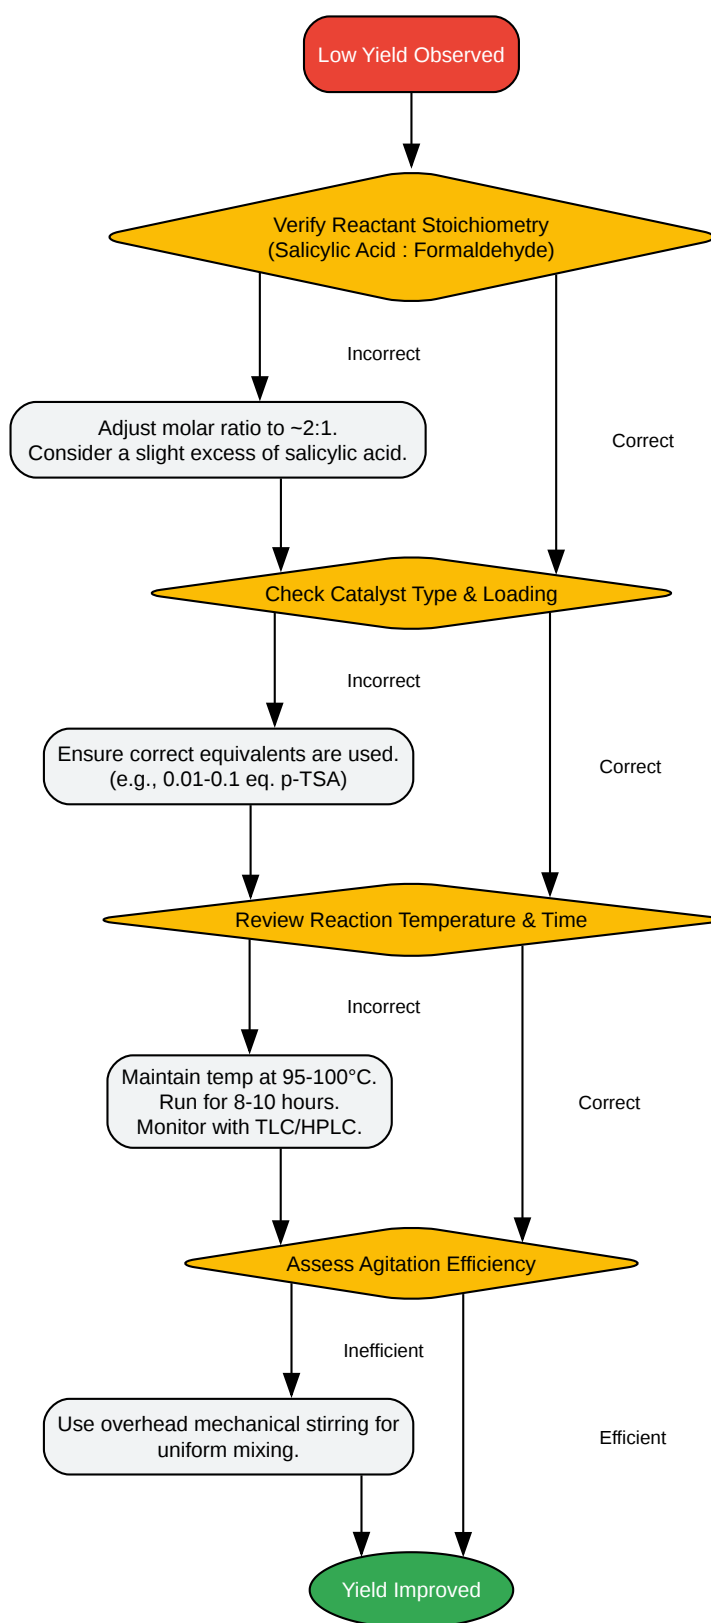 Low Yield Observed
Verify Reactant Stoichiometry
(Salicylic Acid : Formaldehyde)
Incorrect
Adjust molar ratio to ~2:1.
Consider a slight excess of salicylic acid.
Correct
Check Catalyst Type & Loading
Incorrect
Ensure correct equivalents are used.
(e.g., 0.01-0.1 eq. p-TSA)
Correct
Review Reaction Temperature & Time
Incorrect
Maintain temp at 95-100°C.
Run for 8-10 hours.
Monitor with TLC/HPLC.
Correct
Assess Agitation Efficiency
Inefficient
Use overhead mechanical stirring for
uniform mixing.
Efficient
Yield Improved